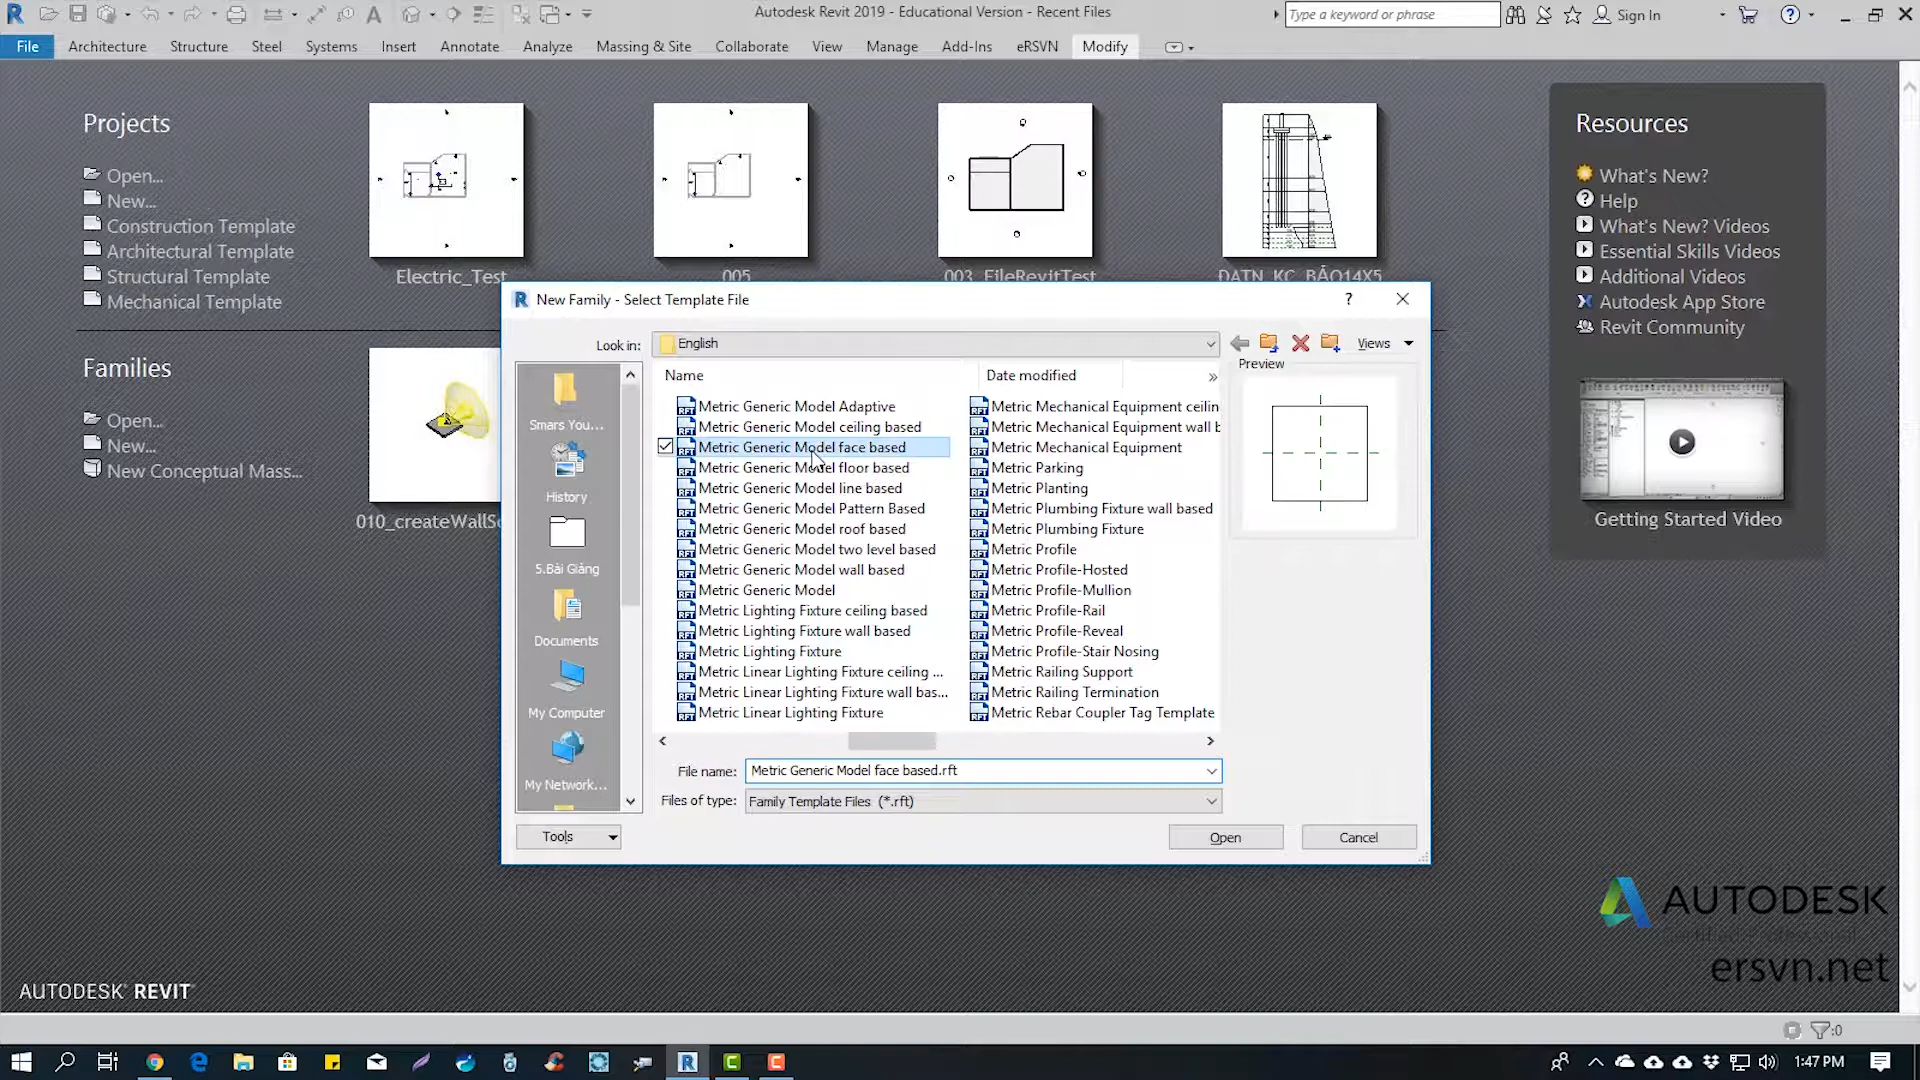 Autodesk Revit 2019 - Educational Version - Recent Files
Type a keyword or phrase
Sign In
File Architecture Structure Steel Systems Insert Annotate Analyze Massing & Site Collaborate View Manage Add-Ins eRSVN Modify
Projects
Open...
New...
Construction Template
Architectural Template
Structural Template
Mechanical Template
Electric_Test
005
003_FileRevitTest
ĐATN_KC_BẢO14X5
Families
Open...
New...
New Conceptual Mass...
Resources
What's New?
Help
What's New? Videos
Essential Skills Videos
Additional Videos
Autodesk App Store
Revit Community
Getting Started Video
New Family - Select Template File
Look in: English
Views
Preview
Smars You...
History
5.Bài Giảng
Documents
My Computer
My Network...
Name Date modified
Metric Generic Model Adaptive
Metric Generic Model ceiling based
Metric Generic Model face based
Metric Generic Model floor based
Metric Generic Model line based
Metric Generic Model Pattern Based
Metric Generic Model roof based
Metric Generic Model two level based
Metric Generic Model wall based
Metric Generic Model
Metric Lighting Fixture ceiling based
Metric Lighting Fixture wall based
Metric Lighting Fixture
Metric Linear Lighting Fixture ceiling ...
Metric Linear Lighting Fixture wall bas...
Metric Linear Lighting Fixture
Metric Mechanical Equipment ceilin
Metric Mechanical Equipment wall b
Metric Mechanical Equipment
Metric Parking
Metric Planting
Metric Plumbing Fixture wall based
Metric Plumbing Fixture
Metric Profile
Metric Profile-Hosted
Metric Profile-Mullion
Metric Profile-Rail
Metric Profile-Reveal
Metric Profile-Stair Nosing
Metric Railing Support
Metric Railing Termination
Metric Rebar Coupler Tag Template
File name: Metric Generic Model face based.rft
Files of type: Family Template Files (*.rft)
Tools
Open
Cancel
010_createWallSc
AUTODESK
ersvn.net
AUTODESK® REVIT®
:0
1:47 PM